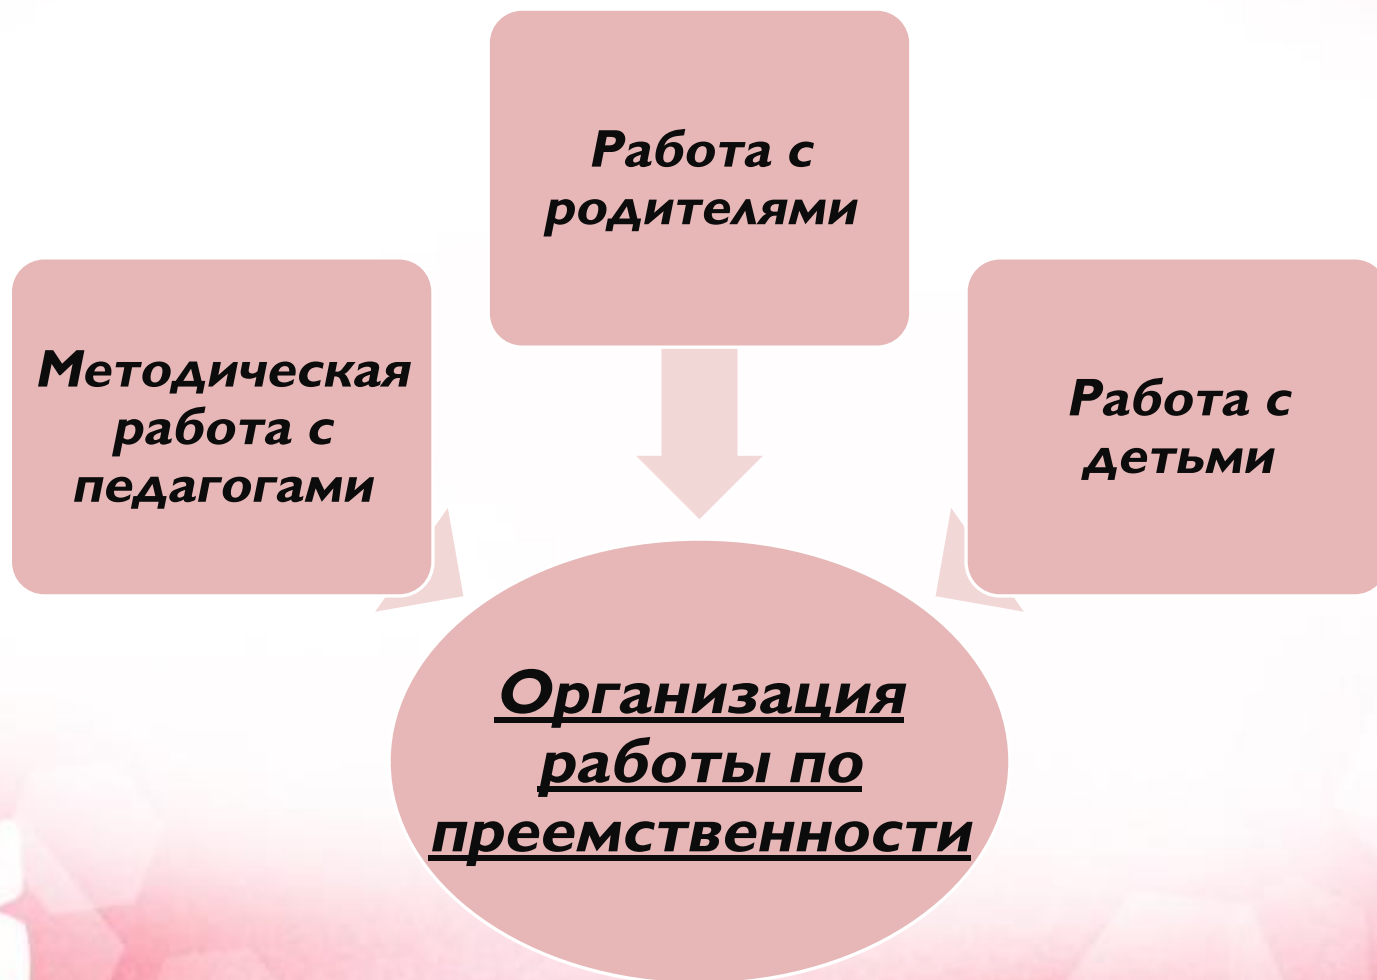 Работа с
родителями
Методическая
работа с
педагогами
Работа с
детьми
Организация
работы по
преемственности